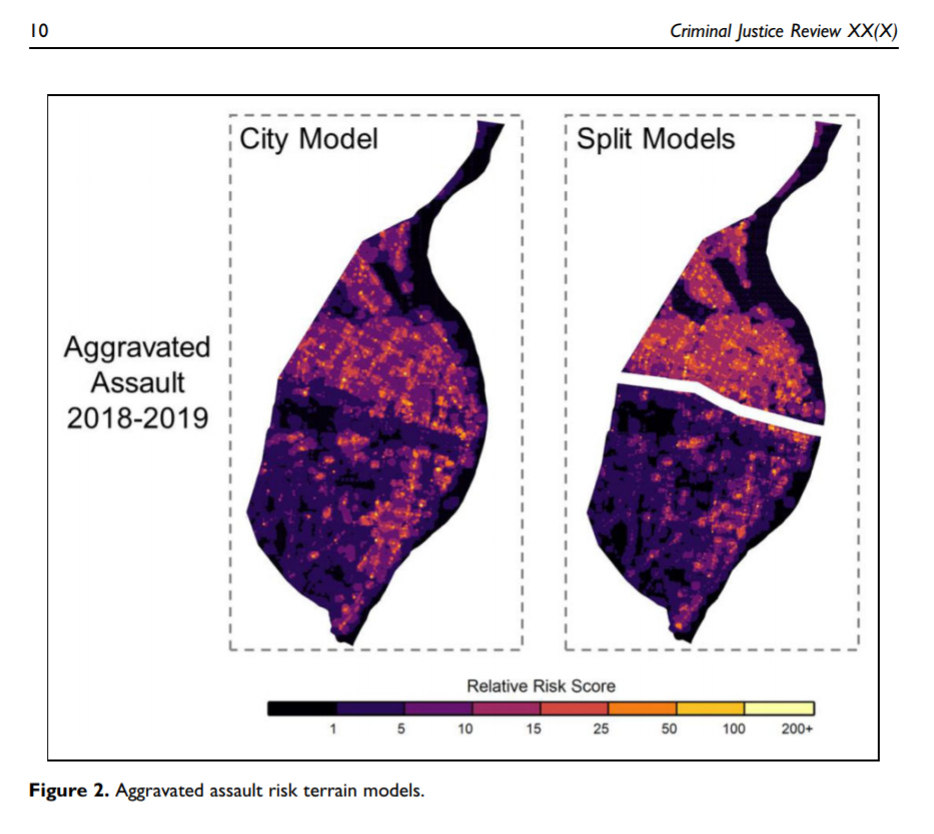 10
Criminal Justice Review XX(X)
City Model
Split Models
Aggravated
Assault
2018-2019
Relative Risk Score
1 5 10 15 25 50 100 200+
Figure 2. Aggravated assault risk terrain models.